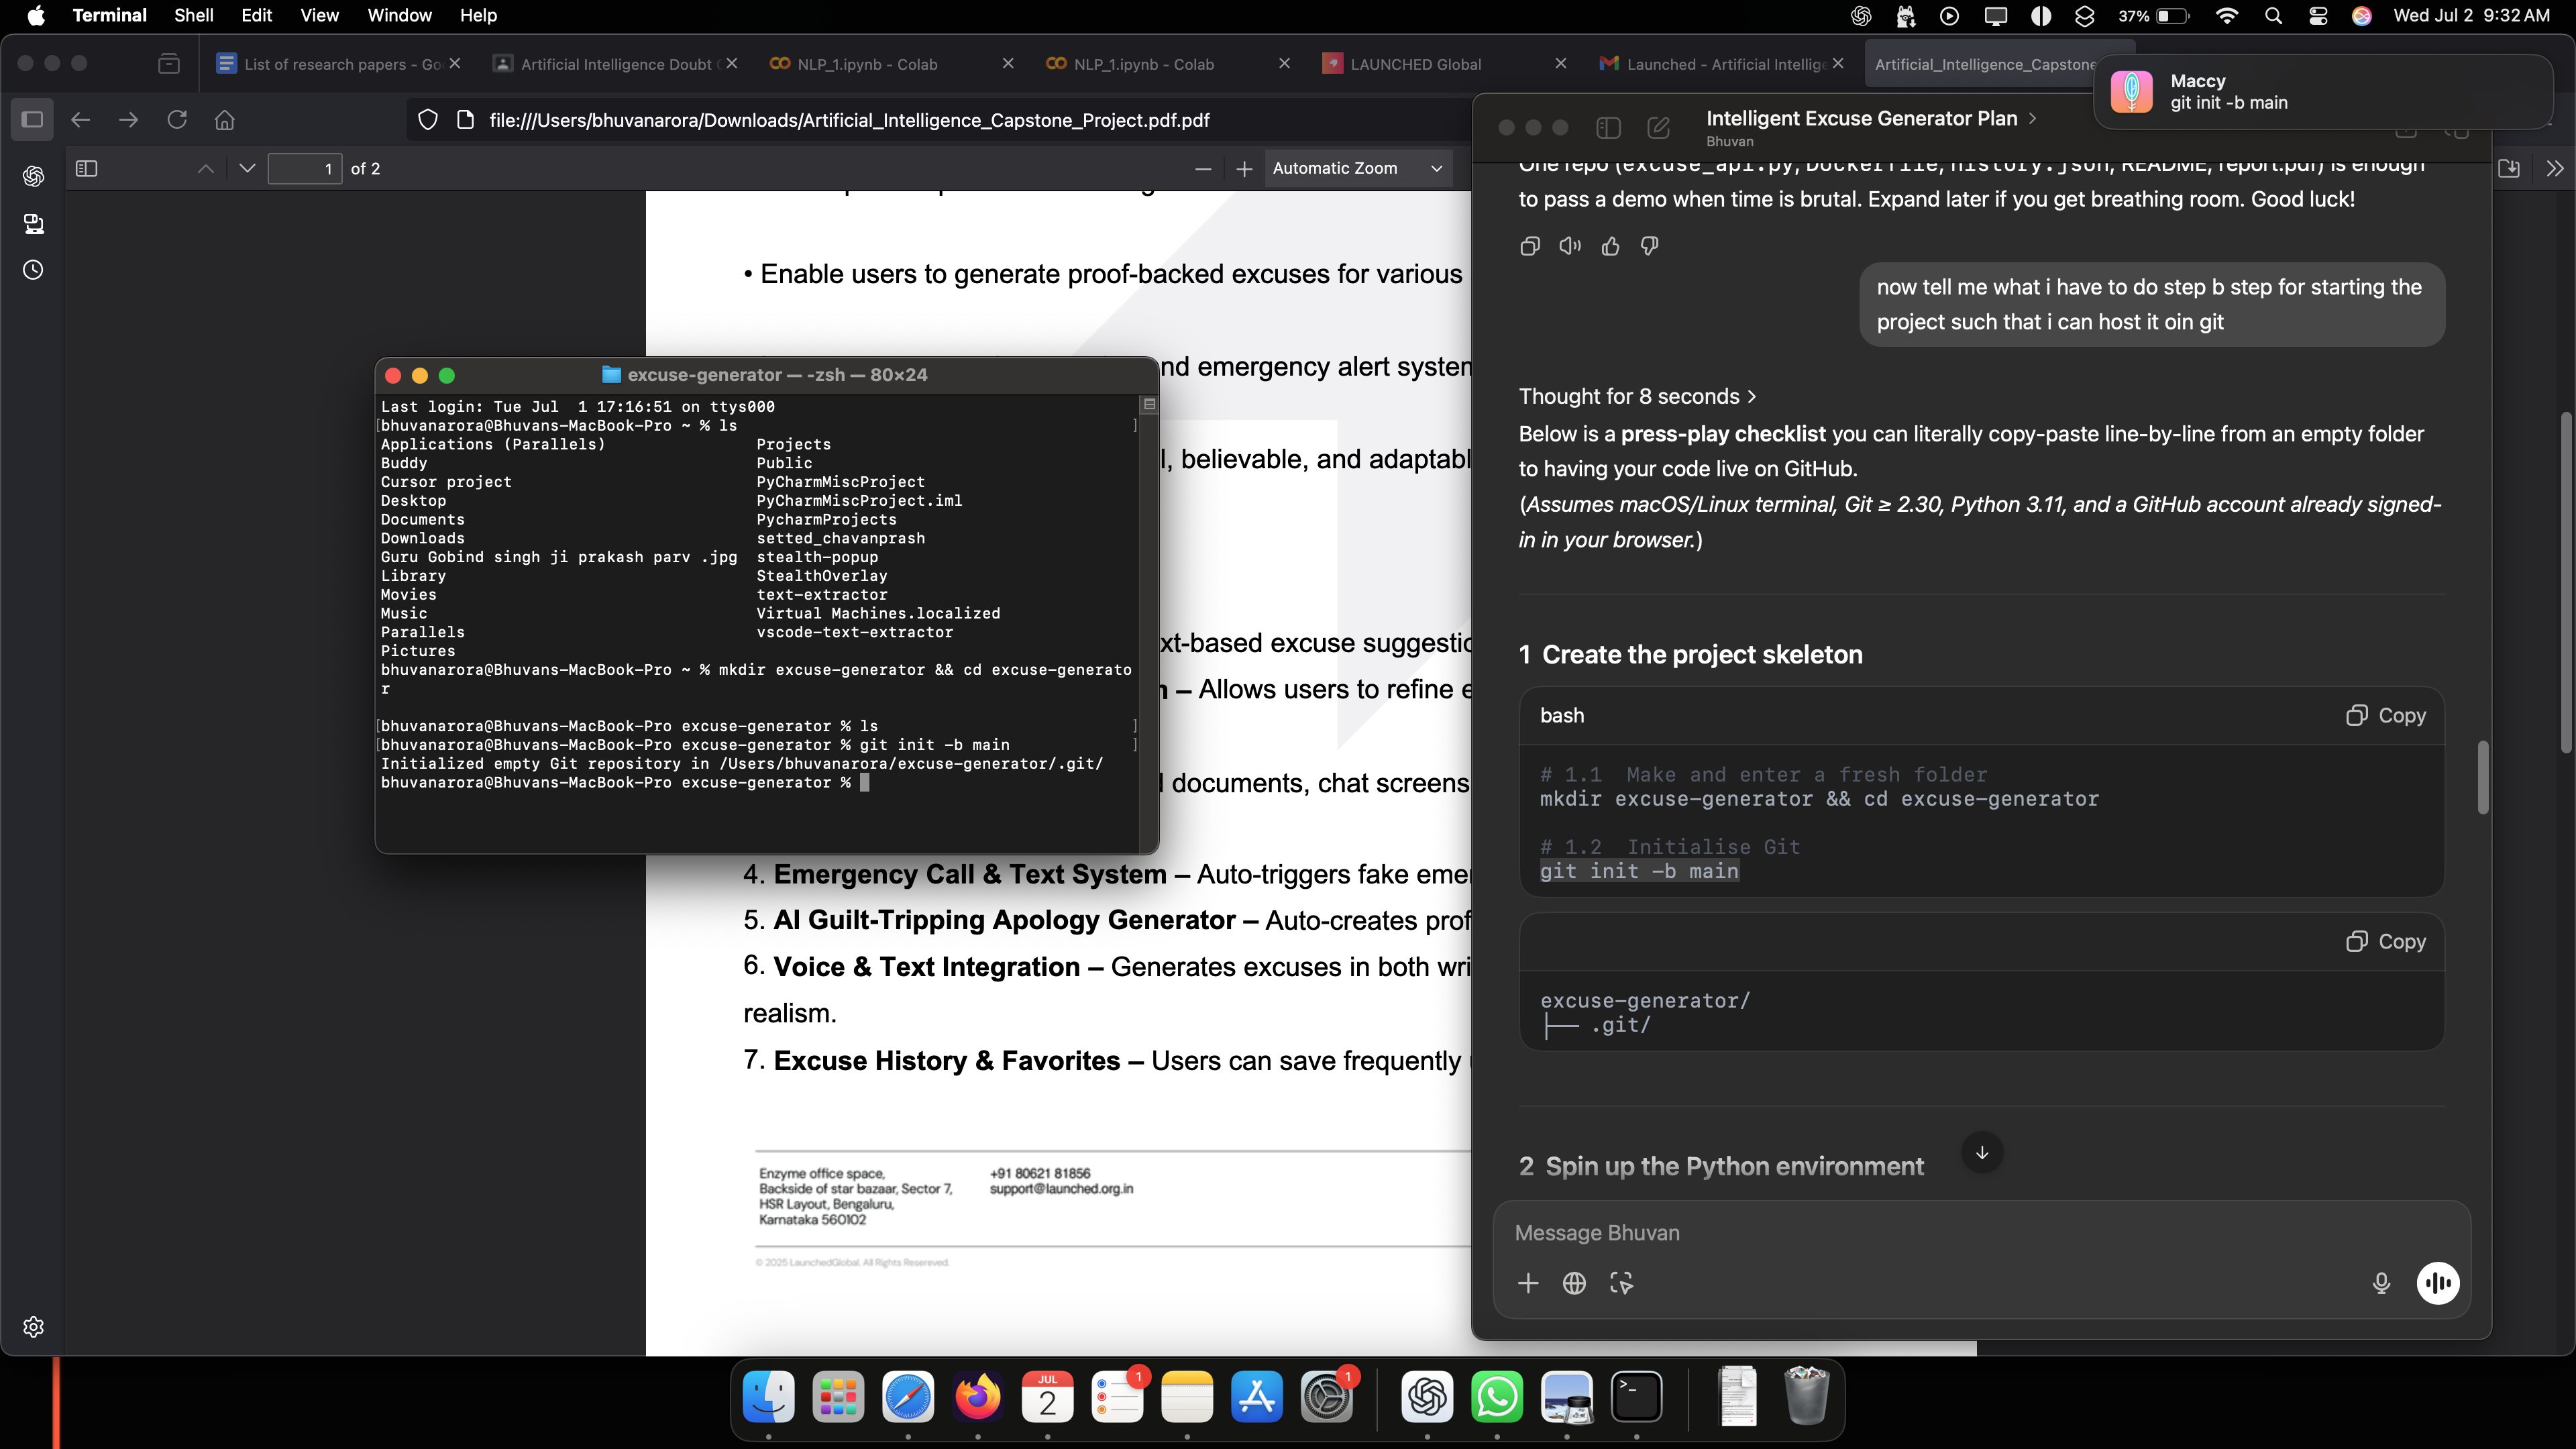 Terminal Shell Edit View Window Help
37% Wed Jul 2 9:32 AM
List of research papers - Go
Artificial Intelligence Doubt
NLP_1.ipynb - Colab
NLP_1.ipynb - Colab
LAUNCHED Global
Launched - Artificial Intellige
Artificial_Intelligence_Capstone
Maccy
git init -b main
file:///Users/bhuvanarora/Downloads/Artificial_Intelligence_Capstone_Project.pdf.pdf
1 of 2
Automatic Zoom
• Enable users to generate proof-backed excuses for various
nd emergency alert system
l, believable, and adaptabl
xt-based excuse suggestio
– Allows users to refine e
documents, chat screens
4. Emergency Call & Text System – Auto-triggers fake emer
5. AI Guilt-Tripping Apology Generator – Auto-creates prof
6. Voice & Text Integration – Generates excuses in both wri
realism.
7. Excuse History & Favorites – Users can save frequently
Enzyme office space,
Backside of star bazaar, Sector 7,
HSR Layout, Bengaluru,
Karnataka 560102
+91 80621 81856
support@launched.org.in
© 2025 LaunchedGlobal. All Rights Resereved.
excuse-generator — -zsh — 80×24
Last login: Tue Jul  1 17:16:51 on ttys000
[bhuvanarora@Bhuvans-MacBook-Pro ~ % ls ]
Applications (Parallels) Projects
Buddy Public
Cursor project PyCharmMiscProject
Desktop PyCharmMiscProject.iml
Documents PycharmProjects
Downloads setted_chavanprash
Guru Gobind singh ji prakash parv .jpg stealth-popup
Library StealthOverlay
Movies text-extractor
Music Virtual Machines.localized
Parallels vscode-text-extractor
Pictures
bhuvanarora@Bhuvans-MacBook-Pro ~ % mkdir excuse-generator && cd excuse-generato
r
[bhuvanarora@Bhuvans-MacBook-Pro excuse-generator % ls ]
[bhuvanarora@Bhuvans-MacBook-Pro excuse-generator % git init -b main ]
Initialized empty Git repository in /Users/bhuvanarora/excuse-generator/.git/
bhuvanarora@Bhuvans-MacBook-Pro excuse-generator %
Intelligent Excuse Generator Plan >
Bhuvan
One repo (excuse_api.py, Dockerfile, history.json, README, report.pdf) is enough
to pass a demo when time is brutal. Expand later if you get breathing room. Good luck!
now tell me what i have to do step b step for starting the
project such that i can host it oin git
Thought for 8 seconds >
Below is a press-play checklist you can literally copy-paste line-by-line from an empty folder
to having your code live on GitHub.
(Assumes macOS/Linux terminal, Git ≥ 2.30, Python 3.11, and a GitHub account already signed-
in in your browser.)
1 Create the project skeleton
bash Copy
# 1.1  Make and enter a fresh folder
mkdir excuse-generator && cd excuse-generator
# 1.2  Initialise Git
git init -b main
Copy
excuse-generator/
├── .git/
2 Spin up the Python environment
Message Bhuvan
JUL
2
1
1